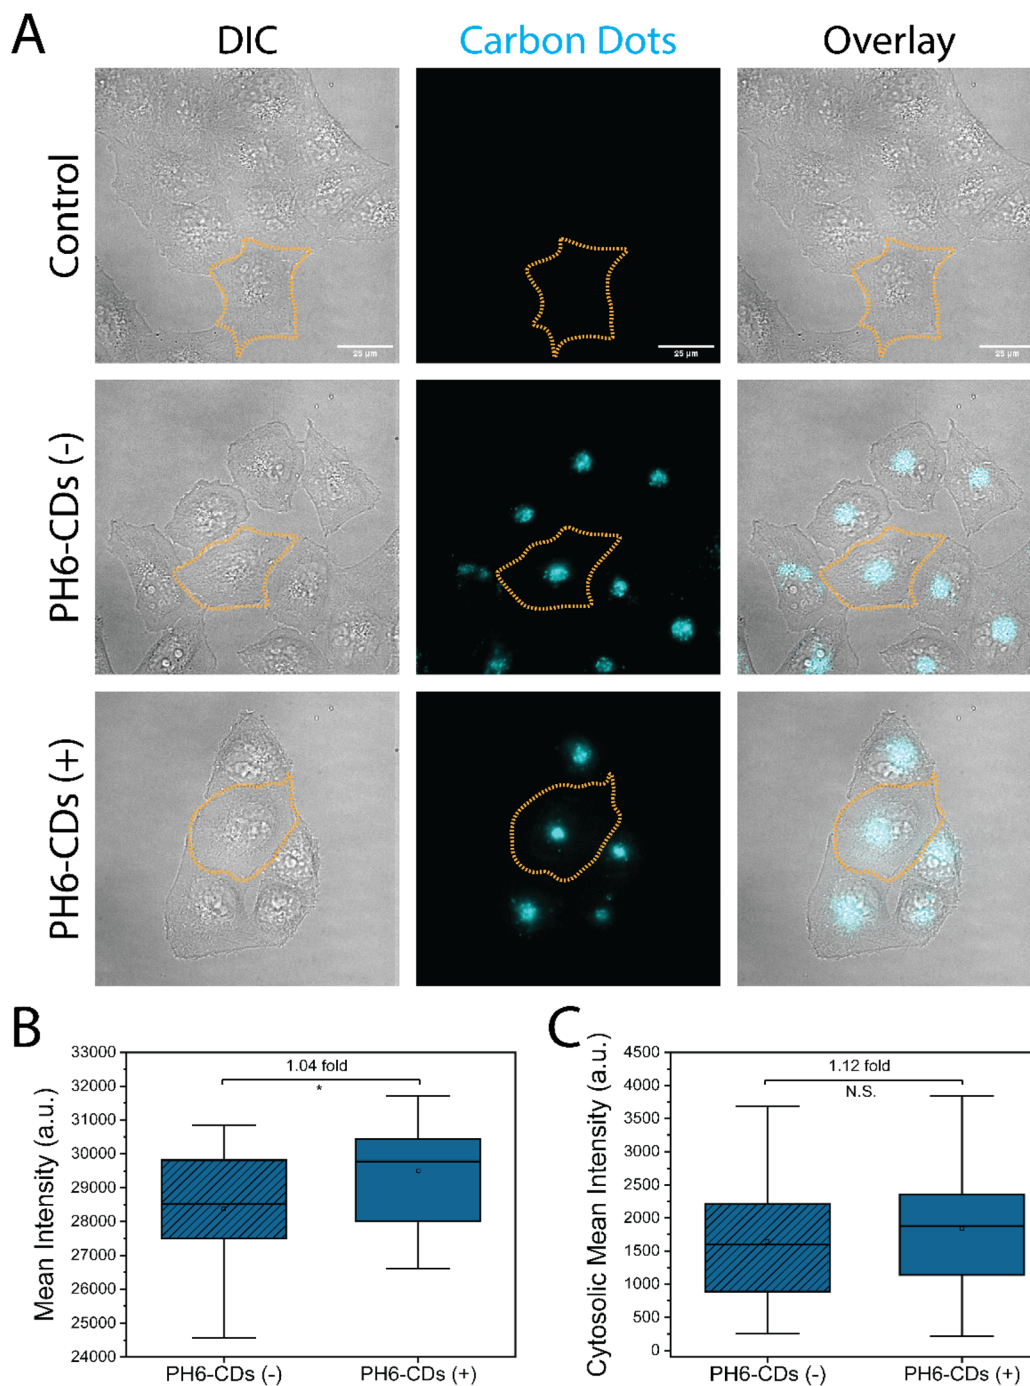 A
DIC
Carbon Dots
Overlay
Control
25 µm
25 µm
25 µm
PH6-CDs (-)
PH6-CDs (+)
B
33000
32000
31000
30000
29000
28000
27000
26000
25000
24000
Mean Intensity (a.u.)
1.04 fold
*
PH6-CDs (-)
PH6-CDs (+)
C
4500
4000
3500
3000
2500
2000
1500
1000
500
0
Cytosolic Mean Intensity (a.u.)
1.12 fold
N.S.
PH6-CDs (-)
PH6-CDs (+)